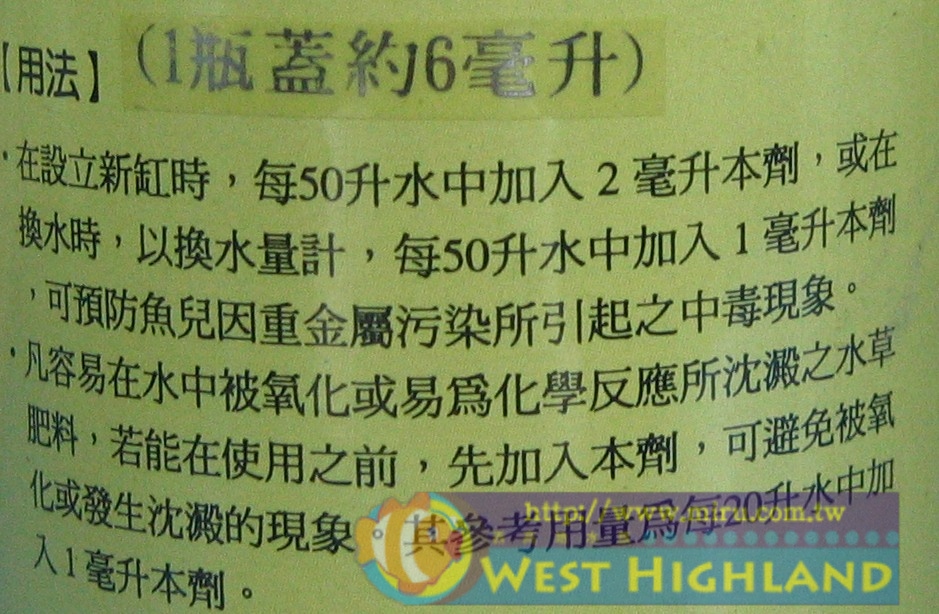 【用法】(1瓶蓋約6毫升)
·在設立新缸時，每50升水中加入2毫升本劑，或在
換水時，以換水量計，每50升水中加入1毫升本劑
，可預防魚兒因重金屬污染所引起之中毒現象。
·凡容易在水中被氧化或易為化學反應所沈澱之水草
肥料，若能在使用之前，先加入本劑，可避免被氧
化或發生沈澱的現象。其參考用量為每20升水中加
入1毫升本劑。
http://www.miru.com.tw
WEST HIGHLAND